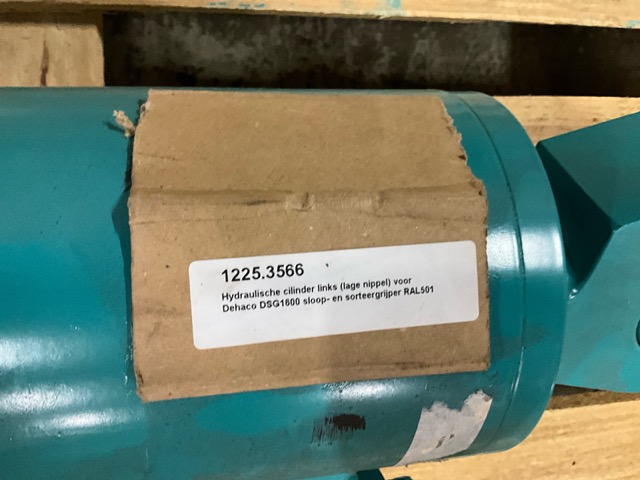 1225.3566
Hydraulische cilinder links (lage nippel) voor
Dehaco DSG1600 sloop- en sorteergrijper RAL501